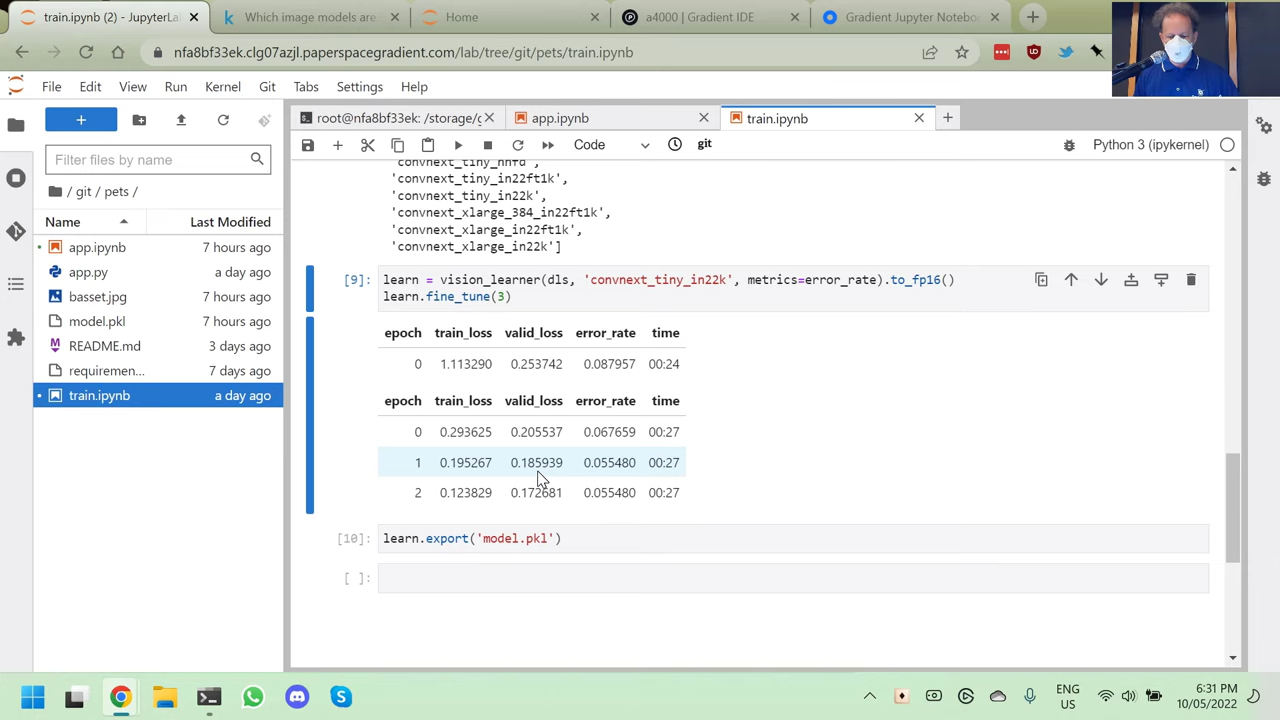 train.ipynb (2) - JupyterLa
Which image models are
Home
a4000 | Gradient IDE
Gradient Jupyter Noteboo
nfa8bf33ek.clg07azjl.paperspacegradient.com/lab/tree/git/pets/train.ipynb
File Edit View Run Kernel Git Tabs Settings Help
root@nfa8bf33ek: /storage/g
app.ipynb
train.ipynb
Code
git
Python 3 (ipykernel)
Filter files by name
/ git / pets /
Name Last Modified
app.ipynb 7 hours ago
app.py a day ago
basset.jpg 7 hours ago
model.pkl 7 hours ago
README.md 3 days ago
requiremen... 7 days ago
train.ipynb a day ago
'convnext_tiny_hnfd',
'convnext_tiny_in22ft1k',
'convnext_tiny_in22k',
'convnext_xlarge_384_in22ft1k',
'convnext_xlarge_in22ft1k',
'convnext_xlarge_in22k']
[9]: learn = vision_learner(dls, 'convnext_tiny_in22k', metrics=error_rate).to_fp16()
learn.fine_tune(3)
epoch train_loss valid_loss error_rate time
0 1.113290 0.253742 0.087957 00:24
epoch train_loss valid_loss error_rate time
0 0.293625 0.205537 0.067659 00:27
1 0.195267 0.185939 0.055480 00:27
2 0.123829 0.172681 0.055480 00:27
[10]: learn.export('model.pkl')
[ ]:
ENG
US
6:31 PM
10/05/2022